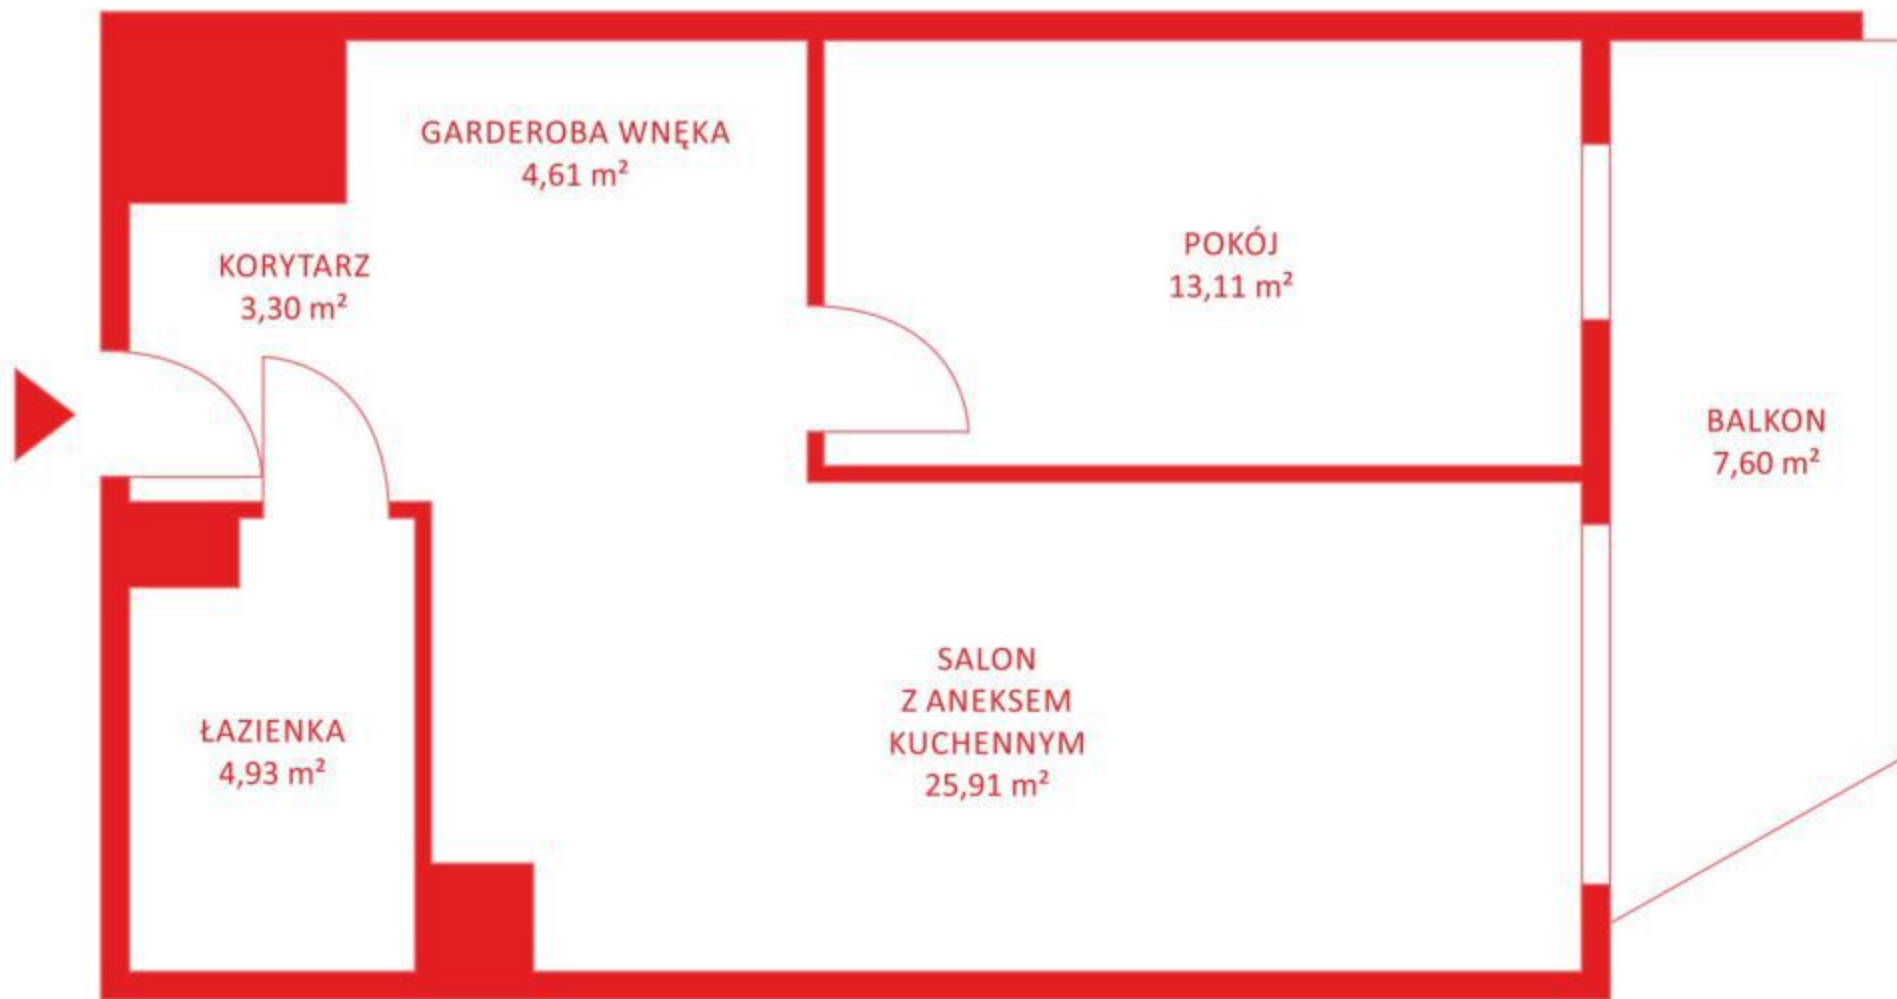 GARDEROBA WNĘKA
4,61 m²
KORYTARZ
3,30 m²
POKÓJ
13,11 m²
BALKON
7,60 m²
SALON
Z ANEKSEM
KUCHENNYM
25,91 m²
ŁAZIENKA
4,93 m²